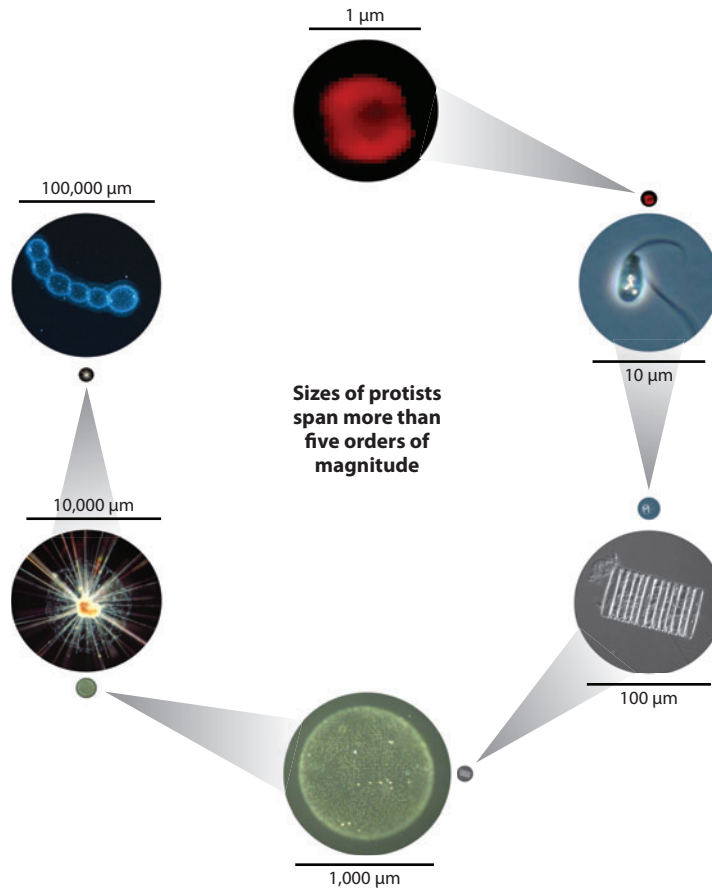 1 µm
100,000 µm
10 µm
Sizes of protists
span more than
five orders of
magnitude
10,000 µm
100 µm
1,000 µm